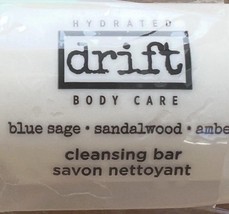 HYDRATED
drift
BODY CARE
blue sage · sandalwood · ambe
cleansing bar
savon nettoyant